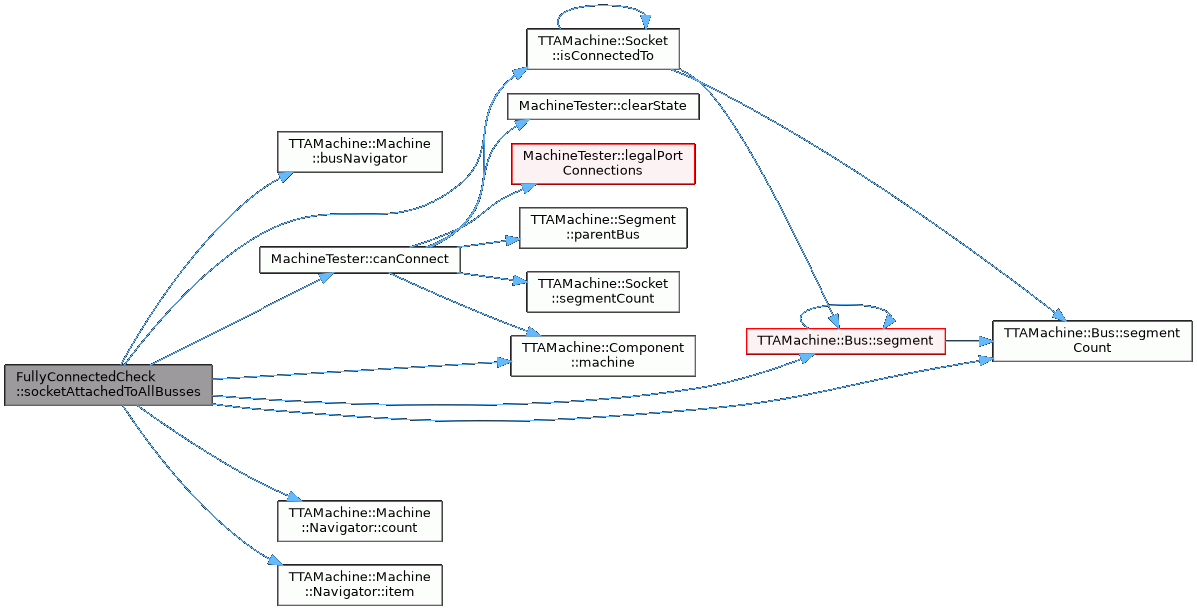 TTAMachine::Socket
::isConnectedTo
MachineTester::clearState
TTAMachine::Machine
::busNavigator
MachineTester::legalPort
Connections
TTAMachine::Segment
::parentBus
MachineTester::canConnect
TTAMachine::Socket
::segmentCount
TTAMachine::Bus::segment
TTAMachine::Bus::segment
Count
TTAMachine::Component
::machine
FullyConnectedCheck
::socketAttachedToAllBusses
TTAMachine::Machine
::Navigator::count
TTAMachine::Machine
::Navigator::item